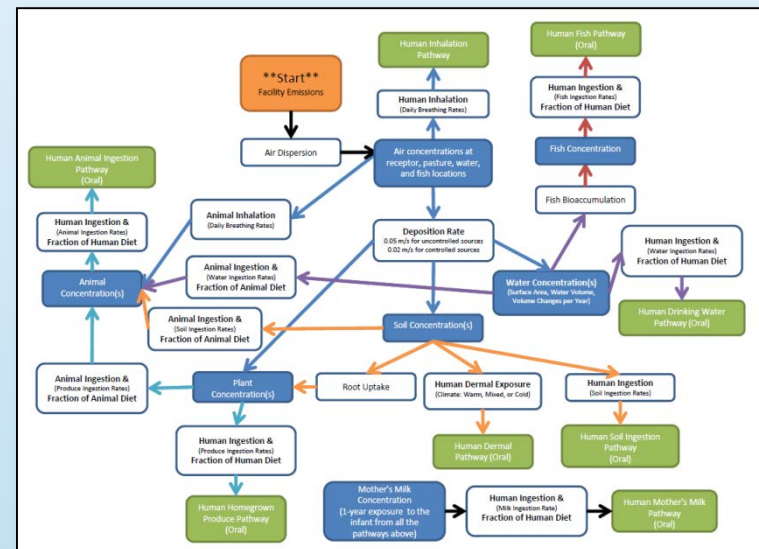 Human Inhalation
Pathway
Human Fish Pathway
(Oral)
**Start**
Facility Emissions
Human Inhalation
(Daily Breathing Rates)
Human Ingestion &
(Fish Ingestion Rates)
Fraction of Human Diet
Air Dispersion
Air concentrations at
receptor, pasture, water,
and fish locations
Fish Concentration
Human Animal Ingestion
Pathway
(Oral)
Fish Bioaccumulation
Human Ingestion &
(Animal Ingestion Rates)
Fraction of Human Diet
Animal Inhalation
(Daily Breathing Rates)
Deposition Rate
0.05 m/s for uncontrolled sources
0.02 m/s for controlled sources
Human Ingestion &
(Water Ingestion Rates)
Fraction of Human Diet
Animal
Concentration(s)
Animal Ingestion &
(Water Ingestion Rates)
Fraction of Animal Diet
Water Concentration(s)
(Surface Area, Water Volume,
Volume Changes per Year)
Human Drinking Water
Pathway (Oral)
Animal Ingestion &
(Soil Ingestion Rates)
Fraction of Animal Diet
Soil Concentration(s)
Animal Ingestion &
(Produce Ingestion Rates)
Fraction of Animal Diet
Plant
Concentration(s)
Root Uptake
Human Dermal Exposure
(Climate: Warm, Mixed, or Cold)
Human Ingestion
(Soil Ingestion Rates)
Human Ingestion &
(Produce Ingestion Rates)
Fraction of Human Diet
Human Dermal
Pathway (Oral)
Human Soil Ingestion
Pathway
(Oral)
Human Homegrown
Produce Pathway
(Oral)
Mother's Milk
Concentration
(1-year exposure to the
infant from all the
pathways above)
Human Ingestion &
(Milk Ingestion Rate)
Fraction of Human Diet
Human Mother's Milk
Pathway
(Oral)